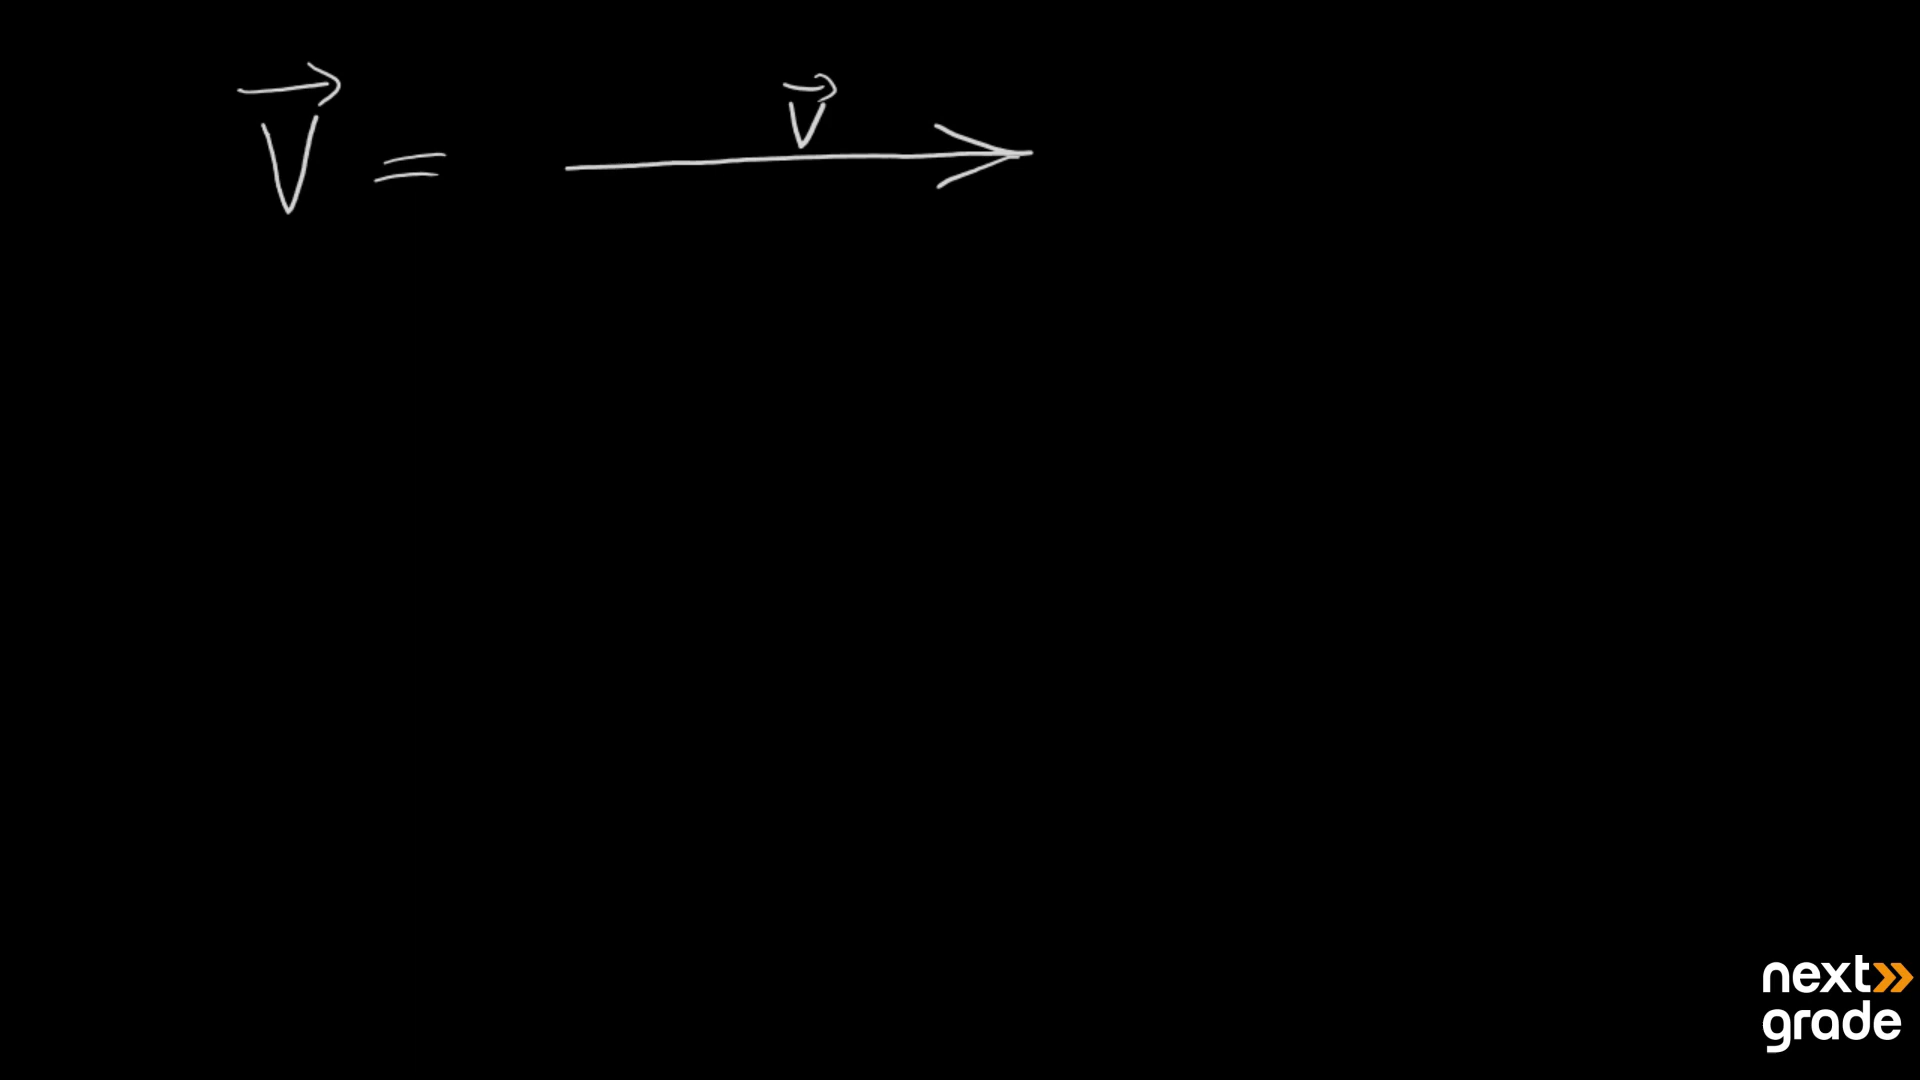 V⃗ = v⃗
next
grade